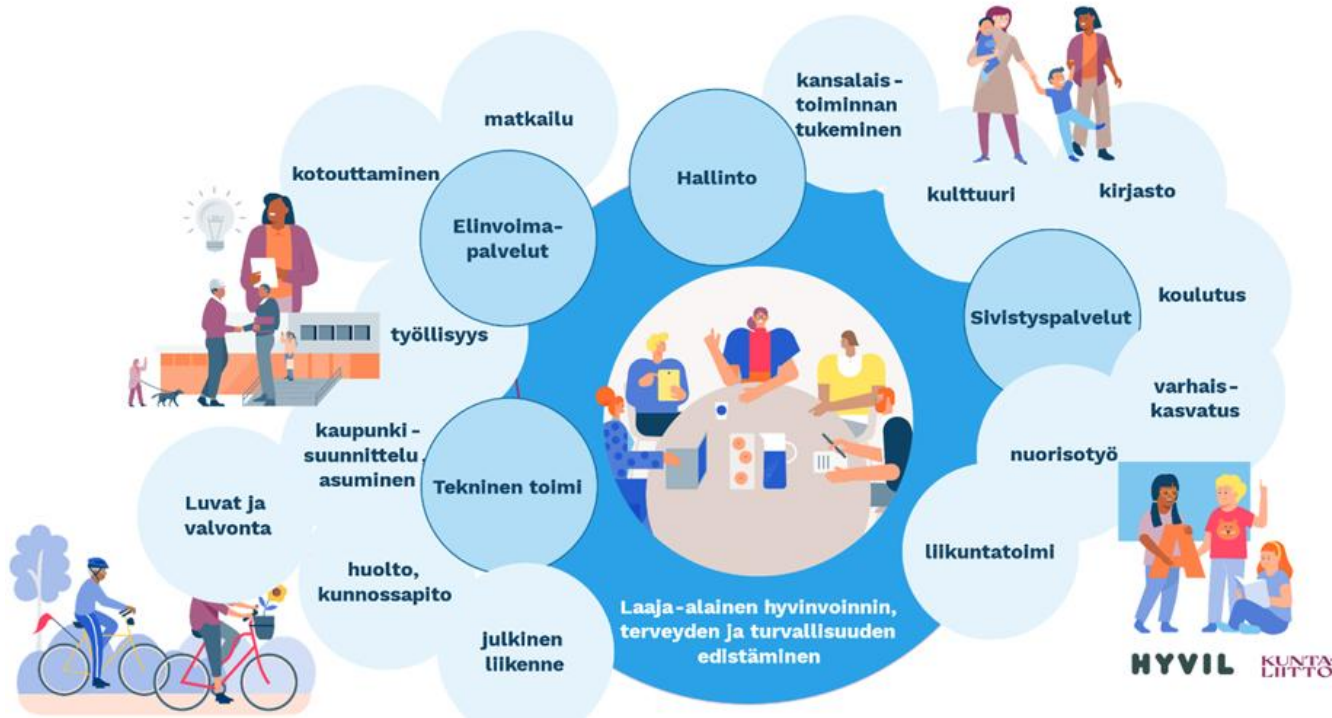 kansalais-
toiminnan
tukeminen
matkailu
kotouttaminen
Hallinto
kulttuuri
kirjasto
Elinvoima-
palvelut
koulutus
Sivistyspalvelut
työllisyys
varhais-
kasvatus
kaupunki-
suunnittelu,
asuminen
nuorisotyö
Tekninen toimi
Luvat ja
valvonta
liikuntatoimi
huolto,
kunnossapito
julkinen
liikenne
Laaja-alainen hyvinvoinnin,
terveyden ja turvallisuuden
edistäminen
A
HYVIL
KUNTA
LIITTO